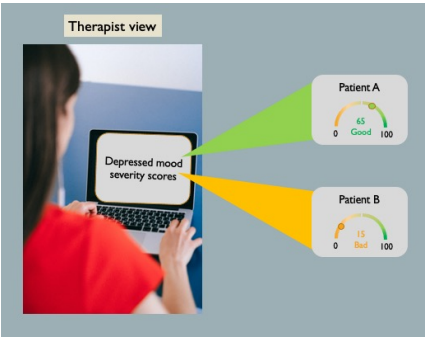 Therapist view
Depressed mood
severity scores
Patient A
65
Good
0
100
Patient B
15
Bad
0
100